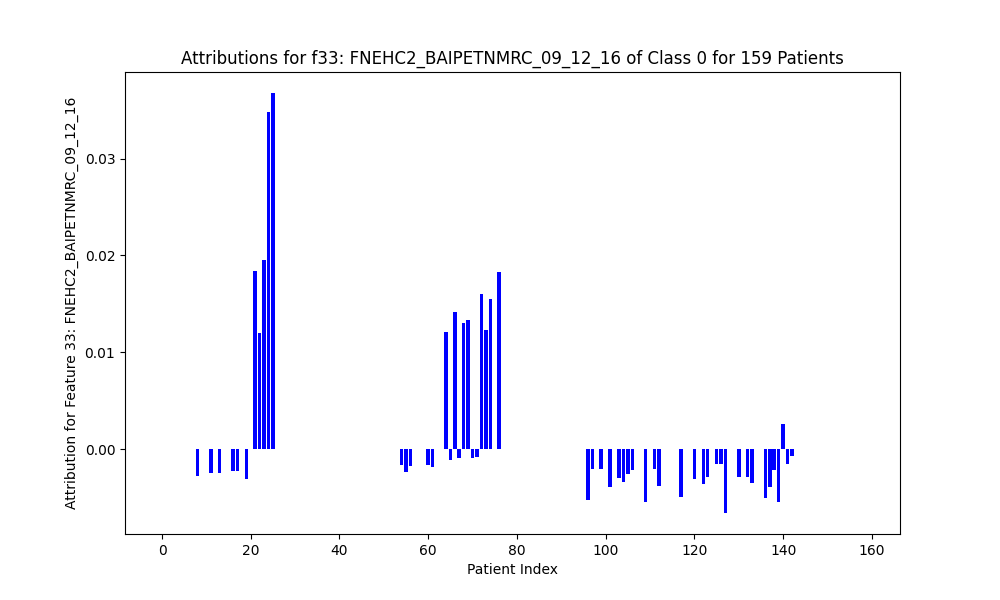 Attributions for f33: FNEHC2_BAIPETNMRC_09_12_16 of Class 0 for 159 Patients
Attribution for Feature 33: FNEHC2_BAIPETNMRC_09_12_16
0.03
0.02
0.01
0.00
0 20 40 60 80 100 120 140 160
Patient Index